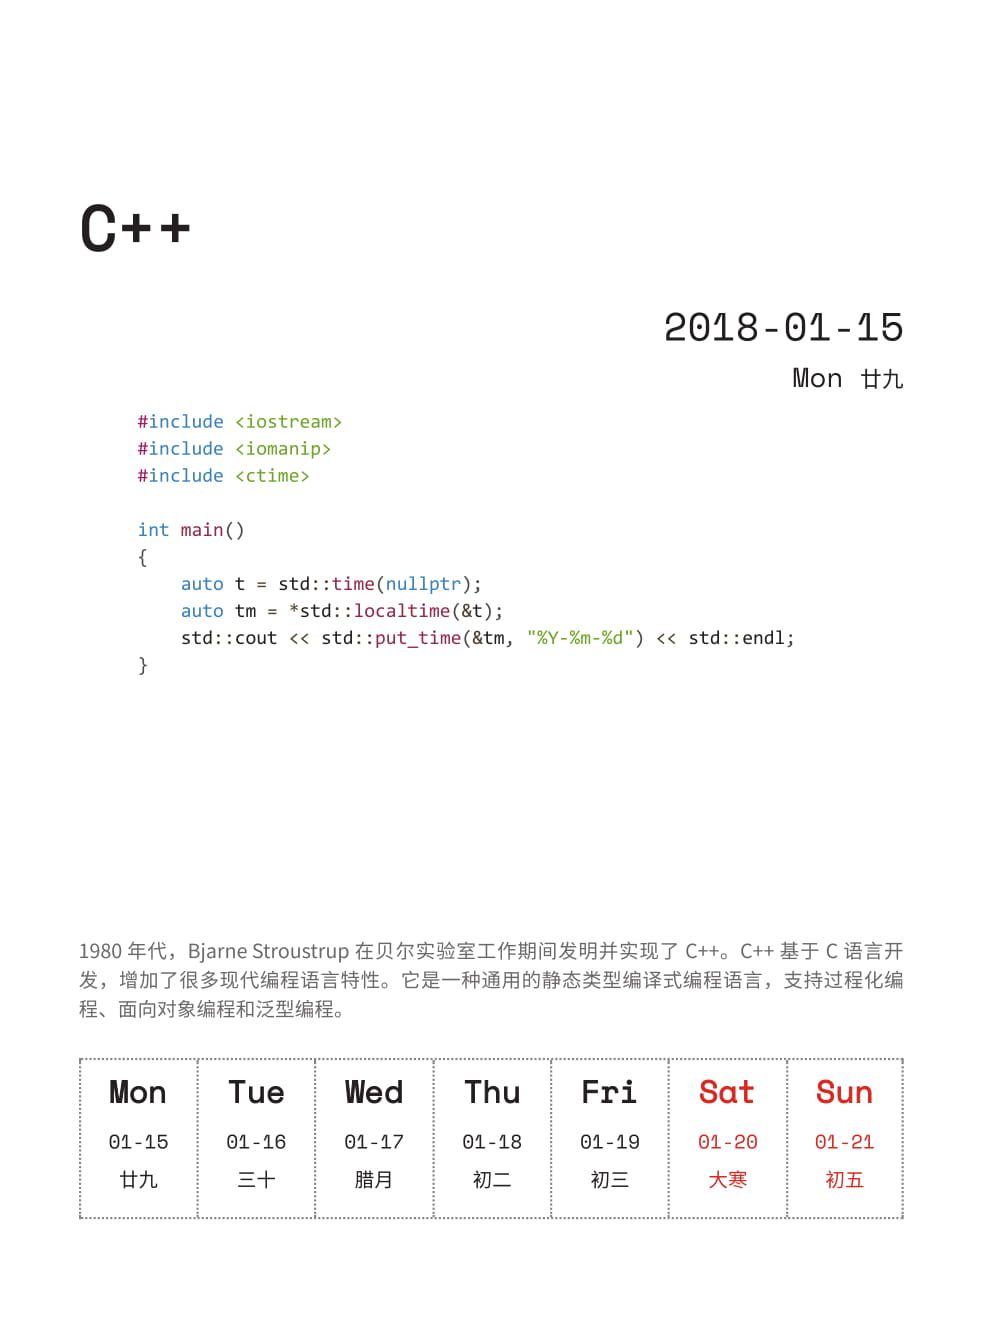 C++
2018-01-15
Mon 廿九
#include <iostream>
#include <iomanip>
#include <ctime>
int main()
{
    auto t = std::time(nullptr);
    auto tm = *std::localtime(&t);
    std::cout << std::put_time(&tm, "%Y-%m-%d") << std::endl;
}
1980 年代，Bjarne Stroustrup 在贝尔实验室工作期间发明并实现了 C++。C++ 基于 C 语言开
发，增加了很多现代编程语言特性。它是一种通用的静态类型编译式编程语言，支持过程化编
程、面向对象编程和泛型编程。
Mon Tue Wed Thu Fri Sat Sun
01-15 01-16 01-17 01-18 01-19 01-20 01-21
廿九 三十 腊月 初二 初三 大寒 初五